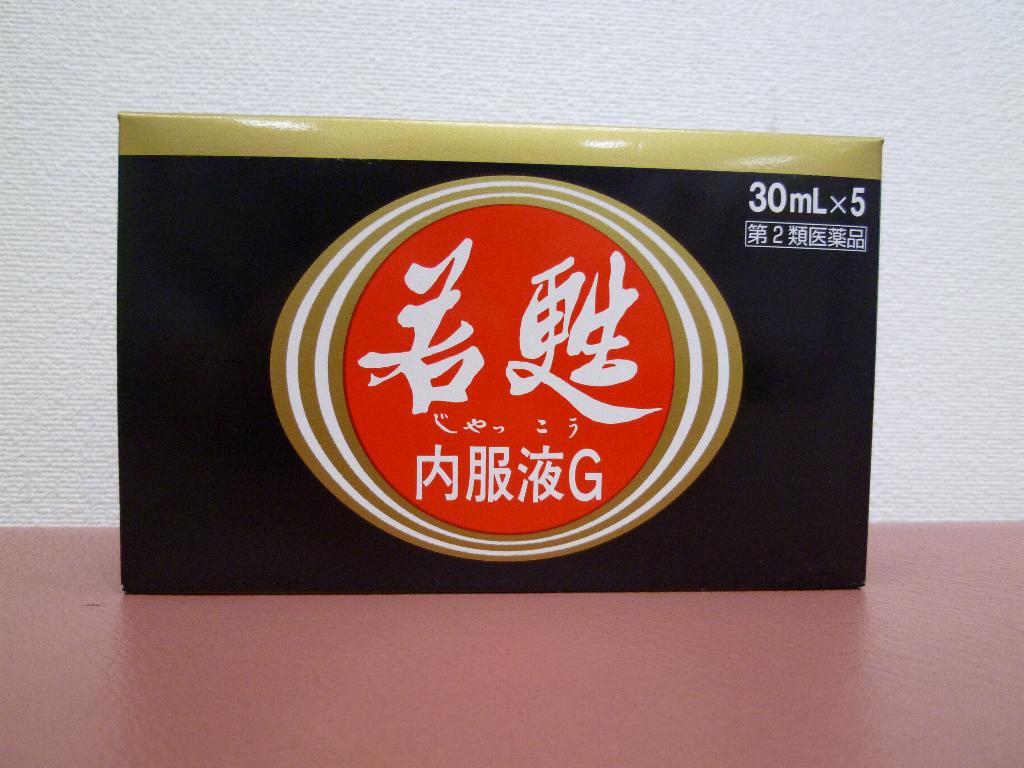 30mL×5
第2類医薬品
若甦
じゃっこう
内服液G